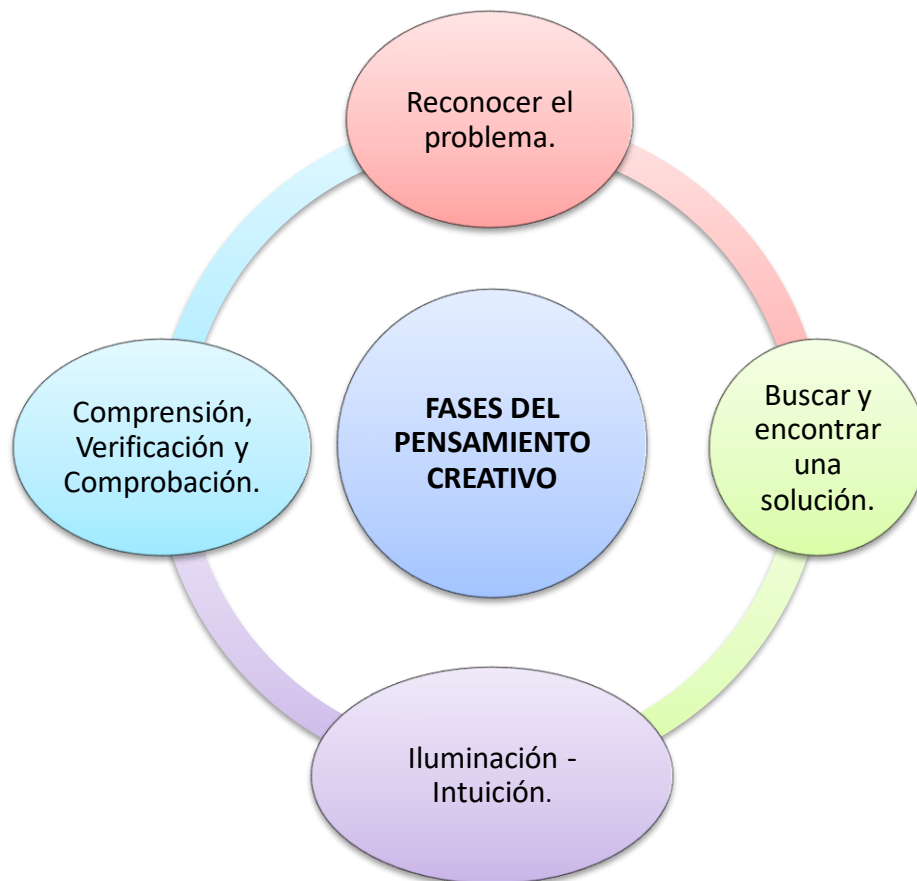 Reconocer el
problema.
Buscar y
encontrar
una
solución.
Iluminación -
Intuición.
Comprensión,
Verificación y
Comprobación.
FASES DEL
PENSAMIENTO
CREATIVO